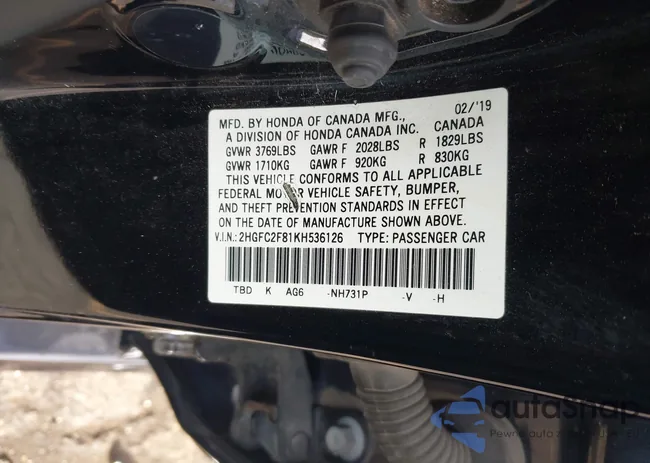 MFD. BY HONDA OF CANADA MFG., 02/'19
A DIVISION OF HONDA CANADA INC. CANADA
GVWR 3769LBS GAWR F 2028LBS R 1829LBS
GVWR 1710KG GAWR F 920KG R 830KG
THIS VEHICLE CONFORMS TO ALL APPLICABLE
FEDERAL MOTOR VEHICLE SAFETY, BUMPER,
AND THEFT PREVENTION STANDARDS IN EFFECT
ON THE DATE OF MANUFACTURE SHOWN ABOVE.
V.I.N.:2HGFC2F81KH536126 TYPE: PASSENGER CAR
TBD K AG6 -NH731P -V -H
autoShop
Pewne auto